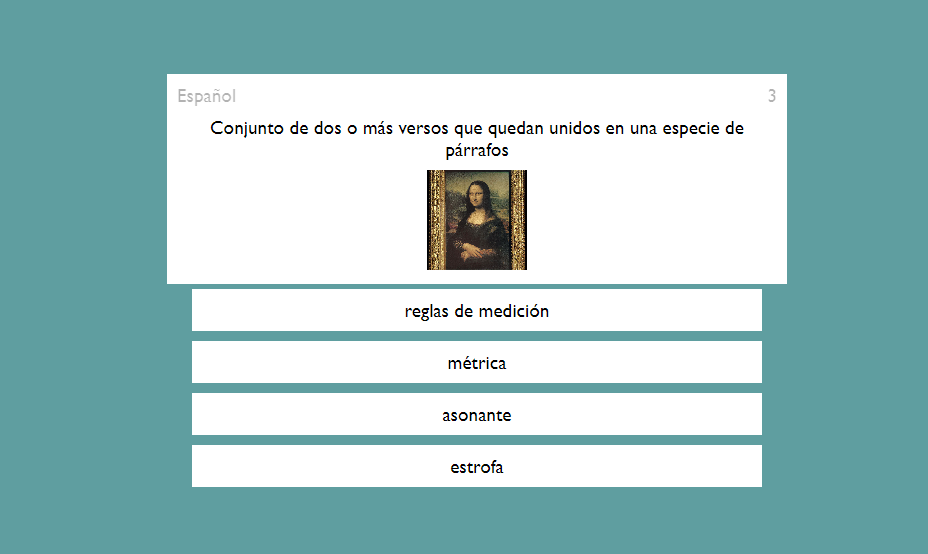 Español
3
Conjunto de dos o más versos que quedan unidos en una especie de
párrafos
reglas de medición
métrica
asonante
estrofa